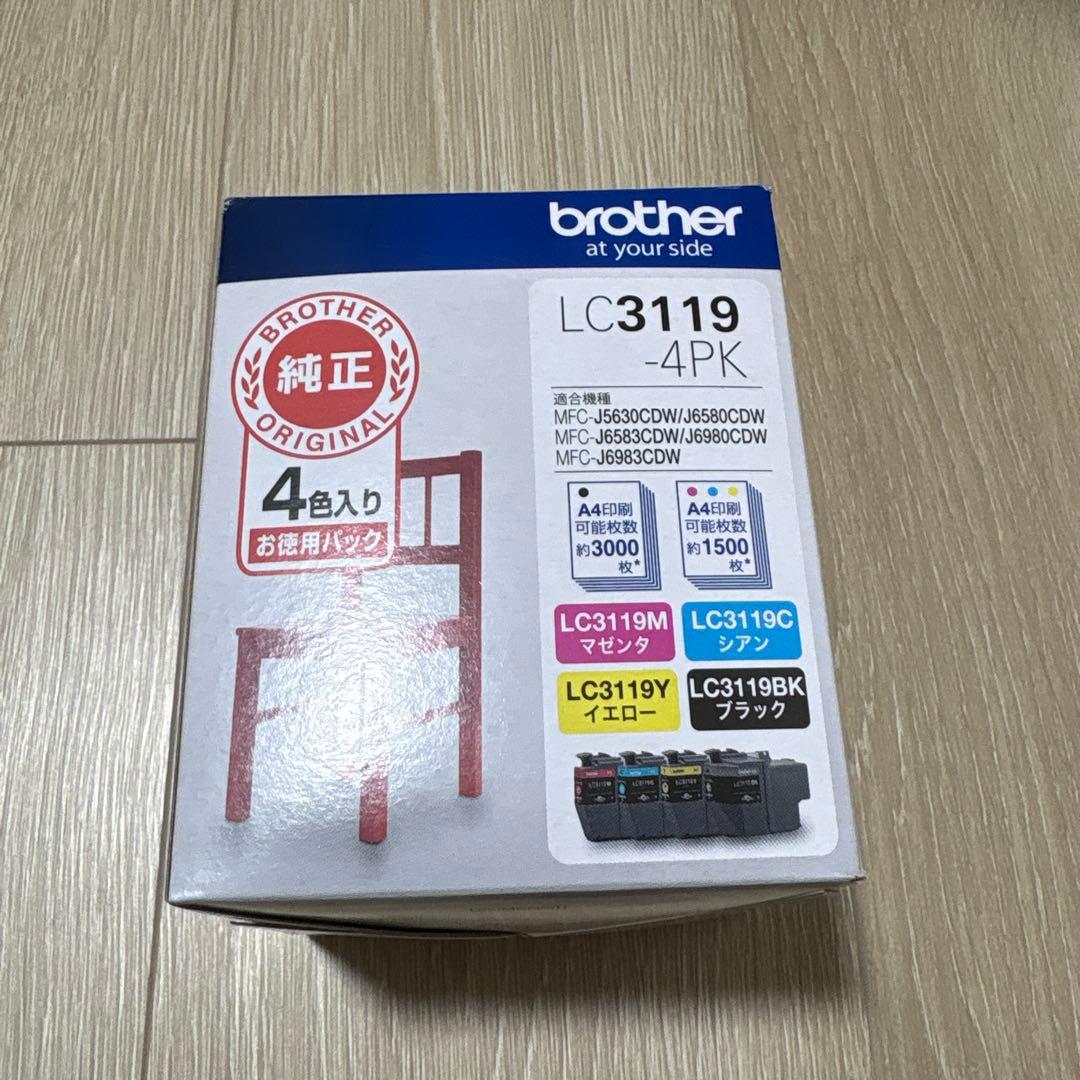 brother
at your side
BROTHER
純正
ORIGINAL
4色入り
お徳用パック
LC3119
-4PK
適合機種
MFC-J5630CDW/J6580CDW
MFC-J6583CDW/J6980CDW
MFC-J6983CDW
A4印刷
可能枚数
約3000
枚*
A4印刷
可能枚数
約1500
枚*
LC3119M
マゼンタ
LC3119C
シアン
LC3119Y
イエロー
LC3119BK
ブラック